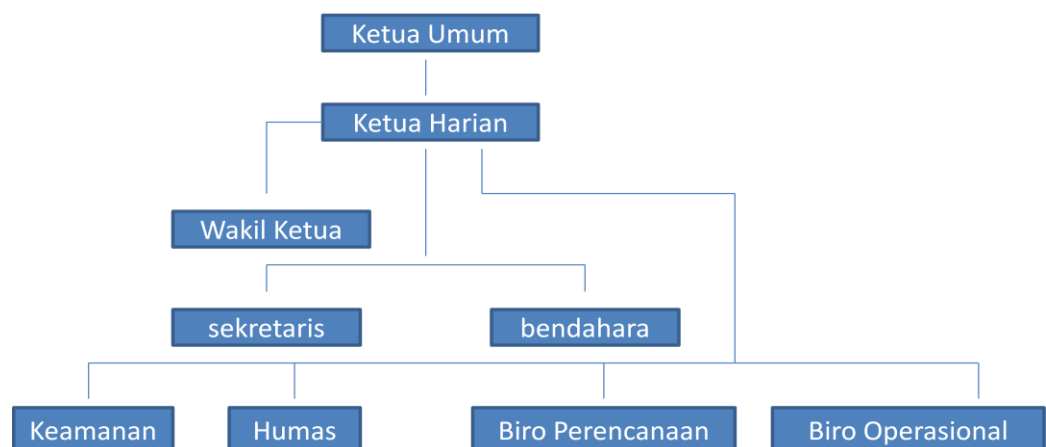 Ketua Umum
Ketua Harian
Wakil Ketua
sekretaris
bendahara
Keamanan
Humas
Biro Perencanaan
Biro Operasional